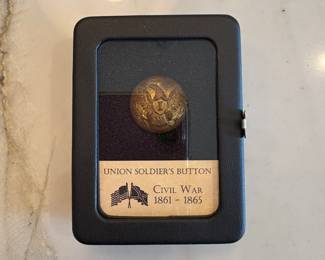 UNION SOLDIER'S BUTTON
CIVIL WAR
1861 - 1865